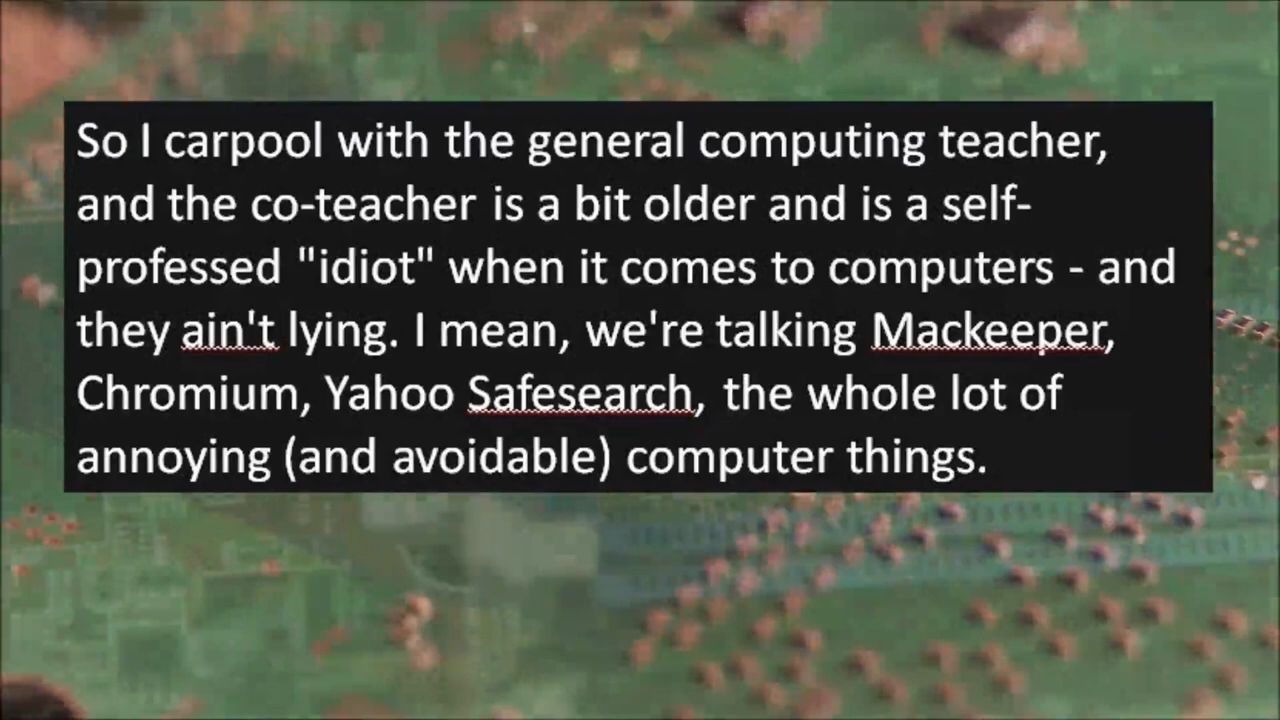 So I carpool with the general computing teacher,
and the co-teacher is a bit older and is a self-
professed "idiot" when it comes to computers - and
they ain't lying. I mean, we're talking Mackeeper,
Chromium, Yahoo Safesearch, the whole lot of
annoying (and avoidable) computer things.